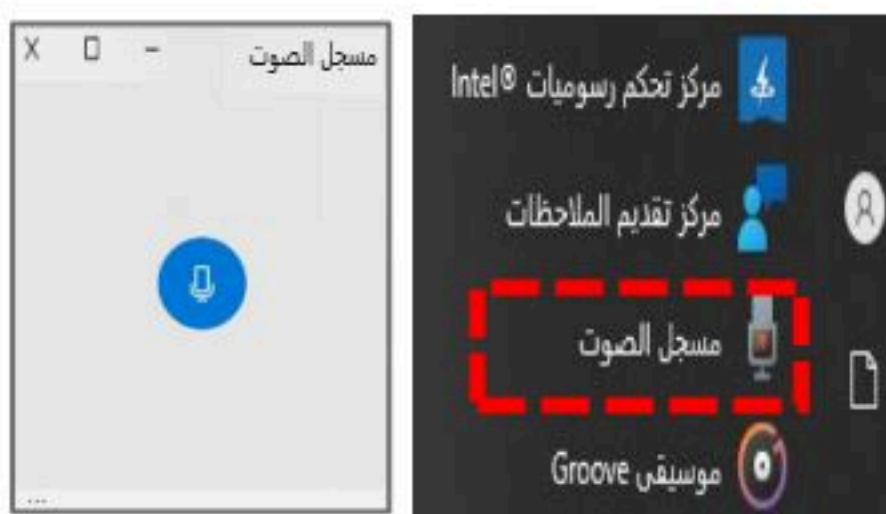 مركز تحكم رسوميات Intel®
مركز تقديم الملاحظات
مسجل الصوت
موسيقى Groove
مسجل الصوت
...